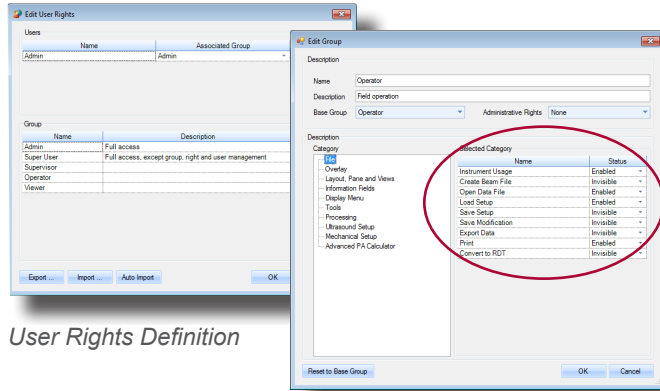 Edit User Rights
Users
Name Associated Group
Admin Admin
Group
Name Description
Admin Full access
Super User Full access, except group, right and user management
Supervisor
Operator
Viewer
Export ... Import ... Auto Import OK
User Rights Definition
Edit Group
Description
Name Operator
Description Field operation
Base Group Operator Administrative Rights None
Description
Category Selected Category
File
Overlay
Layout, Pane and Views
Information Fields
Display Menu
Tools
Processing
Ultrasound Setup
Mechanical Setup
Advanced PA Calculator
Name Status
Instrument Usage Enabled
Create Beam File Invisible
Open Data File Enabled
Load Setup Enabled
Save Setup Invisible
Save Modification Invisible
Export Data Invisible
Print Enabled
Convert to RDT Invisible
Reset to Base Group OK Cancel